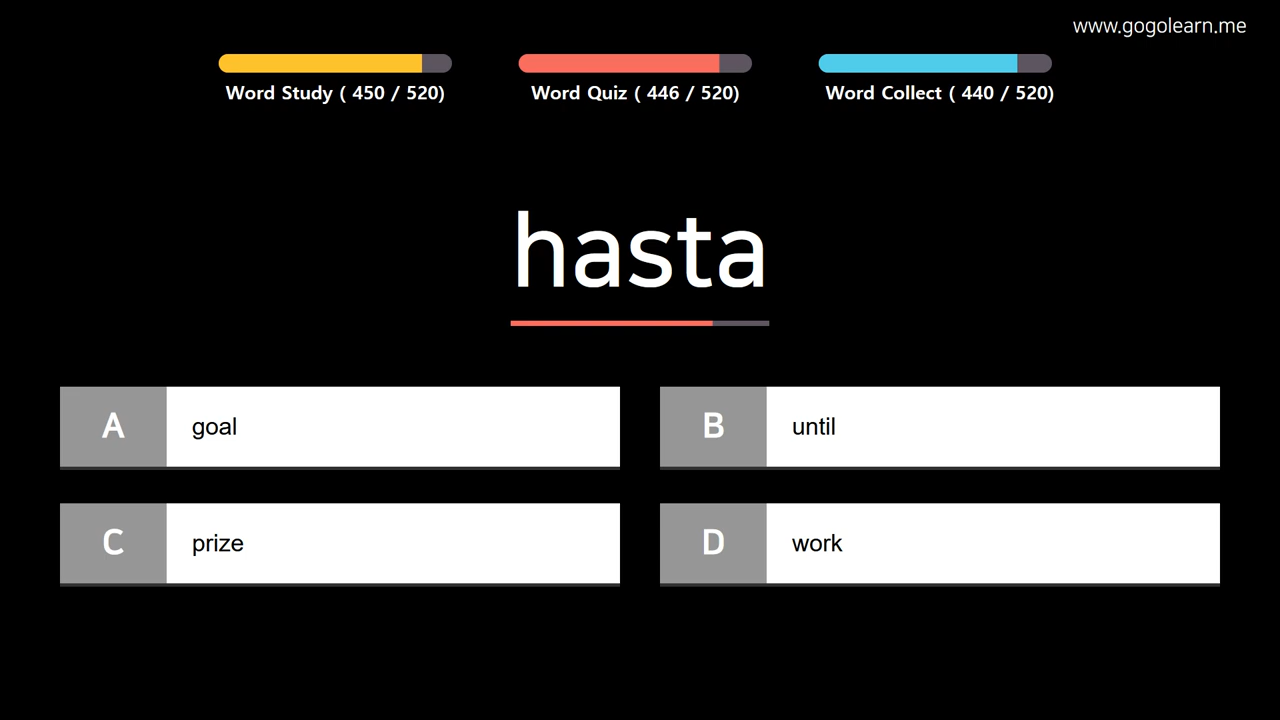 www.gogolearn.me
Word Study ( 450 / 520)
Word Quiz ( 446 / 520)
Word Collect ( 440 / 520)
hasta
A goal
B until
C prize
D work